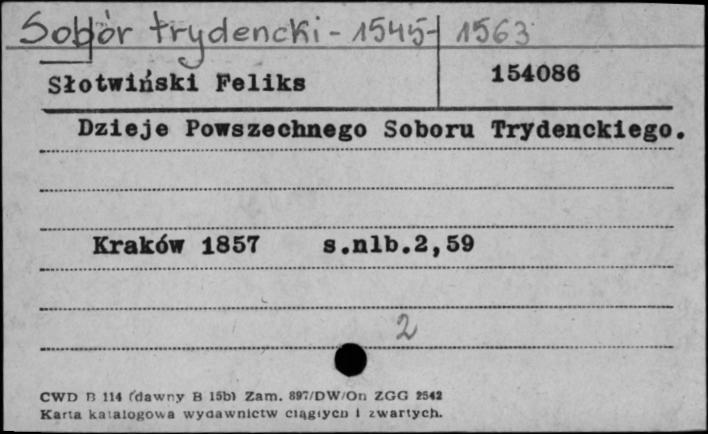 Sobór trydencki - 1545-1563
Słotwiński Feliks 154086
Dzieje Powszechnego Soboru Trydenckiego.
Kraków 1857 s.nlb.2,59
2
CWD B 114 (dawny B 15b) Zam. 897/DW/On ZGG 2542
Karta katalogowa wydawnictw ciągłych i zwartych.